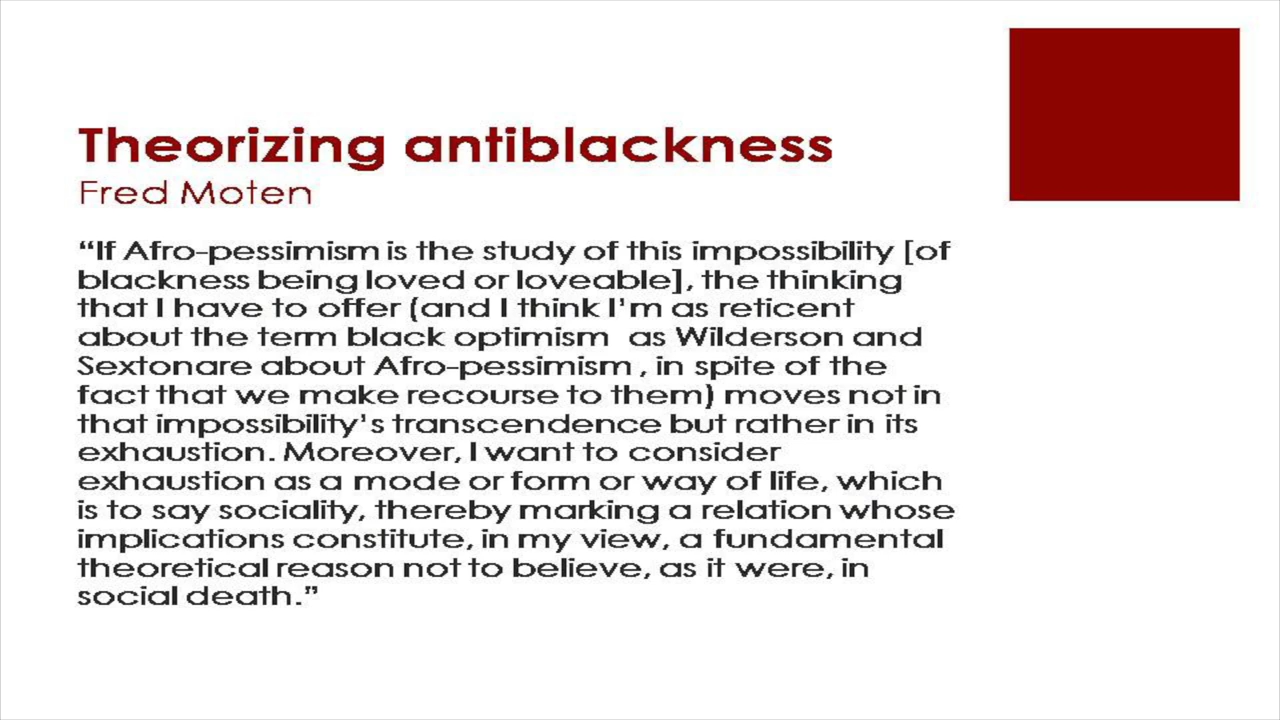 Theorizing antiblackness
Fred Moten
“If Afro-pessimism is the study of this impossibility [of
blackness being loved or loveable], the thinking
that I have to offer (and I think I’m as reticent
about the term black optimism  as Wilderson and
Sextonare about Afro-pessimism , in spite of the
fact that we make recourse to them) moves not in
that impossibility’s transcendence but rather in its
exhaustion. Moreover, I want to consider
exhaustion as a mode or form or way of life, which
is to say sociality, thereby marking a relation whose
implications constitute, in my view, a fundamental
theoretical reason not to believe, as it were, in
social death.”